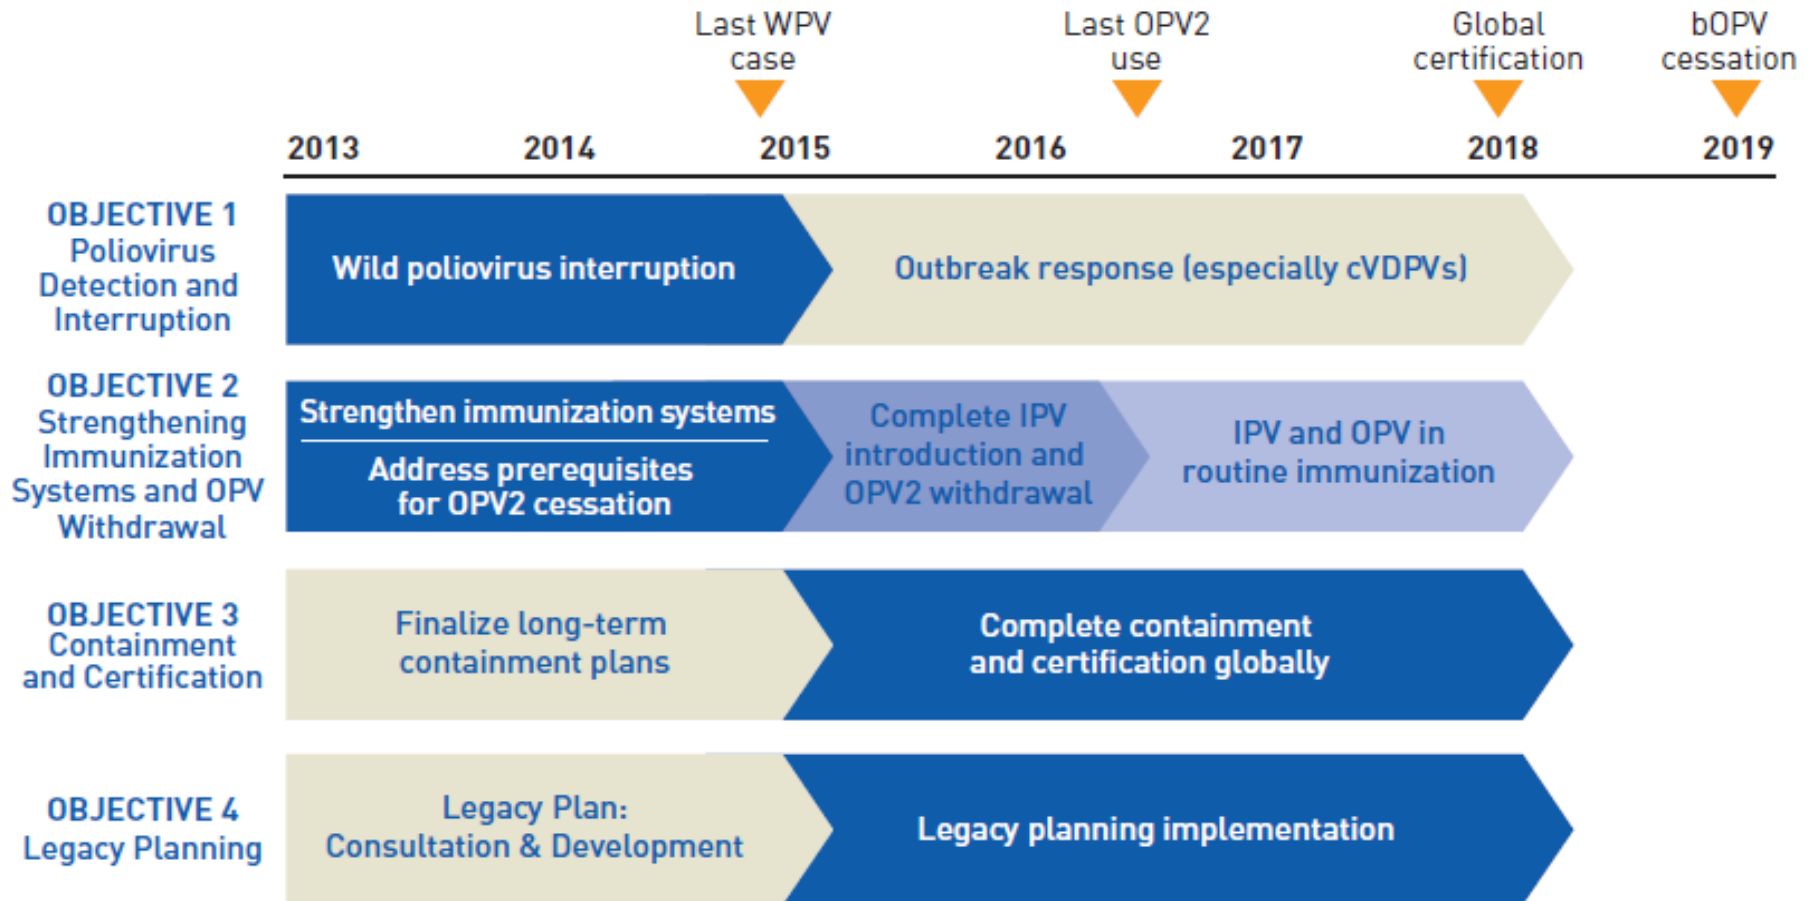 Last WPV
case
Last OPV2
use
Global
certification
bOPV
cessation
2013 2014 2015 2016 2017 2018 2019
OBJECTIVE 1
Poliovirus
Detection and
Interruption
Wild poliovirus interruption
Outbreak response (especially cVDPVs)
OBJECTIVE 2
Strengthening
Immunization
Systems and OPV
Withdrawal
Strengthen immunization systems
Address prerequisites
for OPV2 cessation
Complete IPV
introduction and
OPV2 withdrawal
IPV and OPV in
routine immunization
OBJECTIVE 3
Containment
and Certification
Finalize long-term
containment plans
Complete containment
and certification globally
OBJECTIVE 4
Legacy Planning
Legacy Plan:
Consultation & Development
Legacy planning implementation